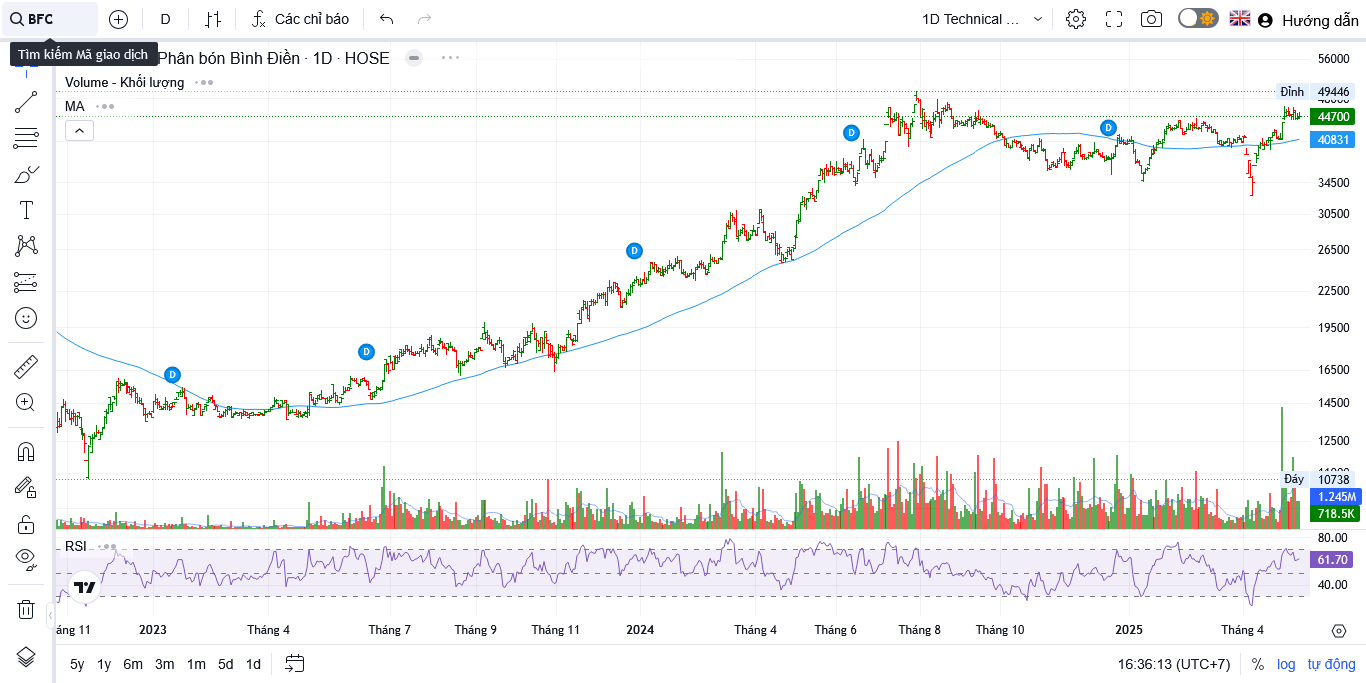 BFC
D
Các chỉ báo
1D Technical ...
Hướng dẫn
Tìm kiếm Mã giao dịch
Phân bón Bình Điền · 1D · HOSE
Volume - Khối lượng
MA
56000
Đỉnh 49446
44700
40831
34500
30500
26500
22500
19500
16500
14500
12500
Đáy 10738
1.245M
718.5K
D
D
D
D
D
RSI
80.00
61.70
40.00
áng 11 2023 Tháng 4 Tháng 7 Tháng 9 Tháng 11 2024 Tháng 4 Tháng 6 Tháng 8 Tháng 10 2025 Tháng 4
5y 1y 6m 3m 1m 5d 1d
16:36:13 (UTC+7) % log tự động